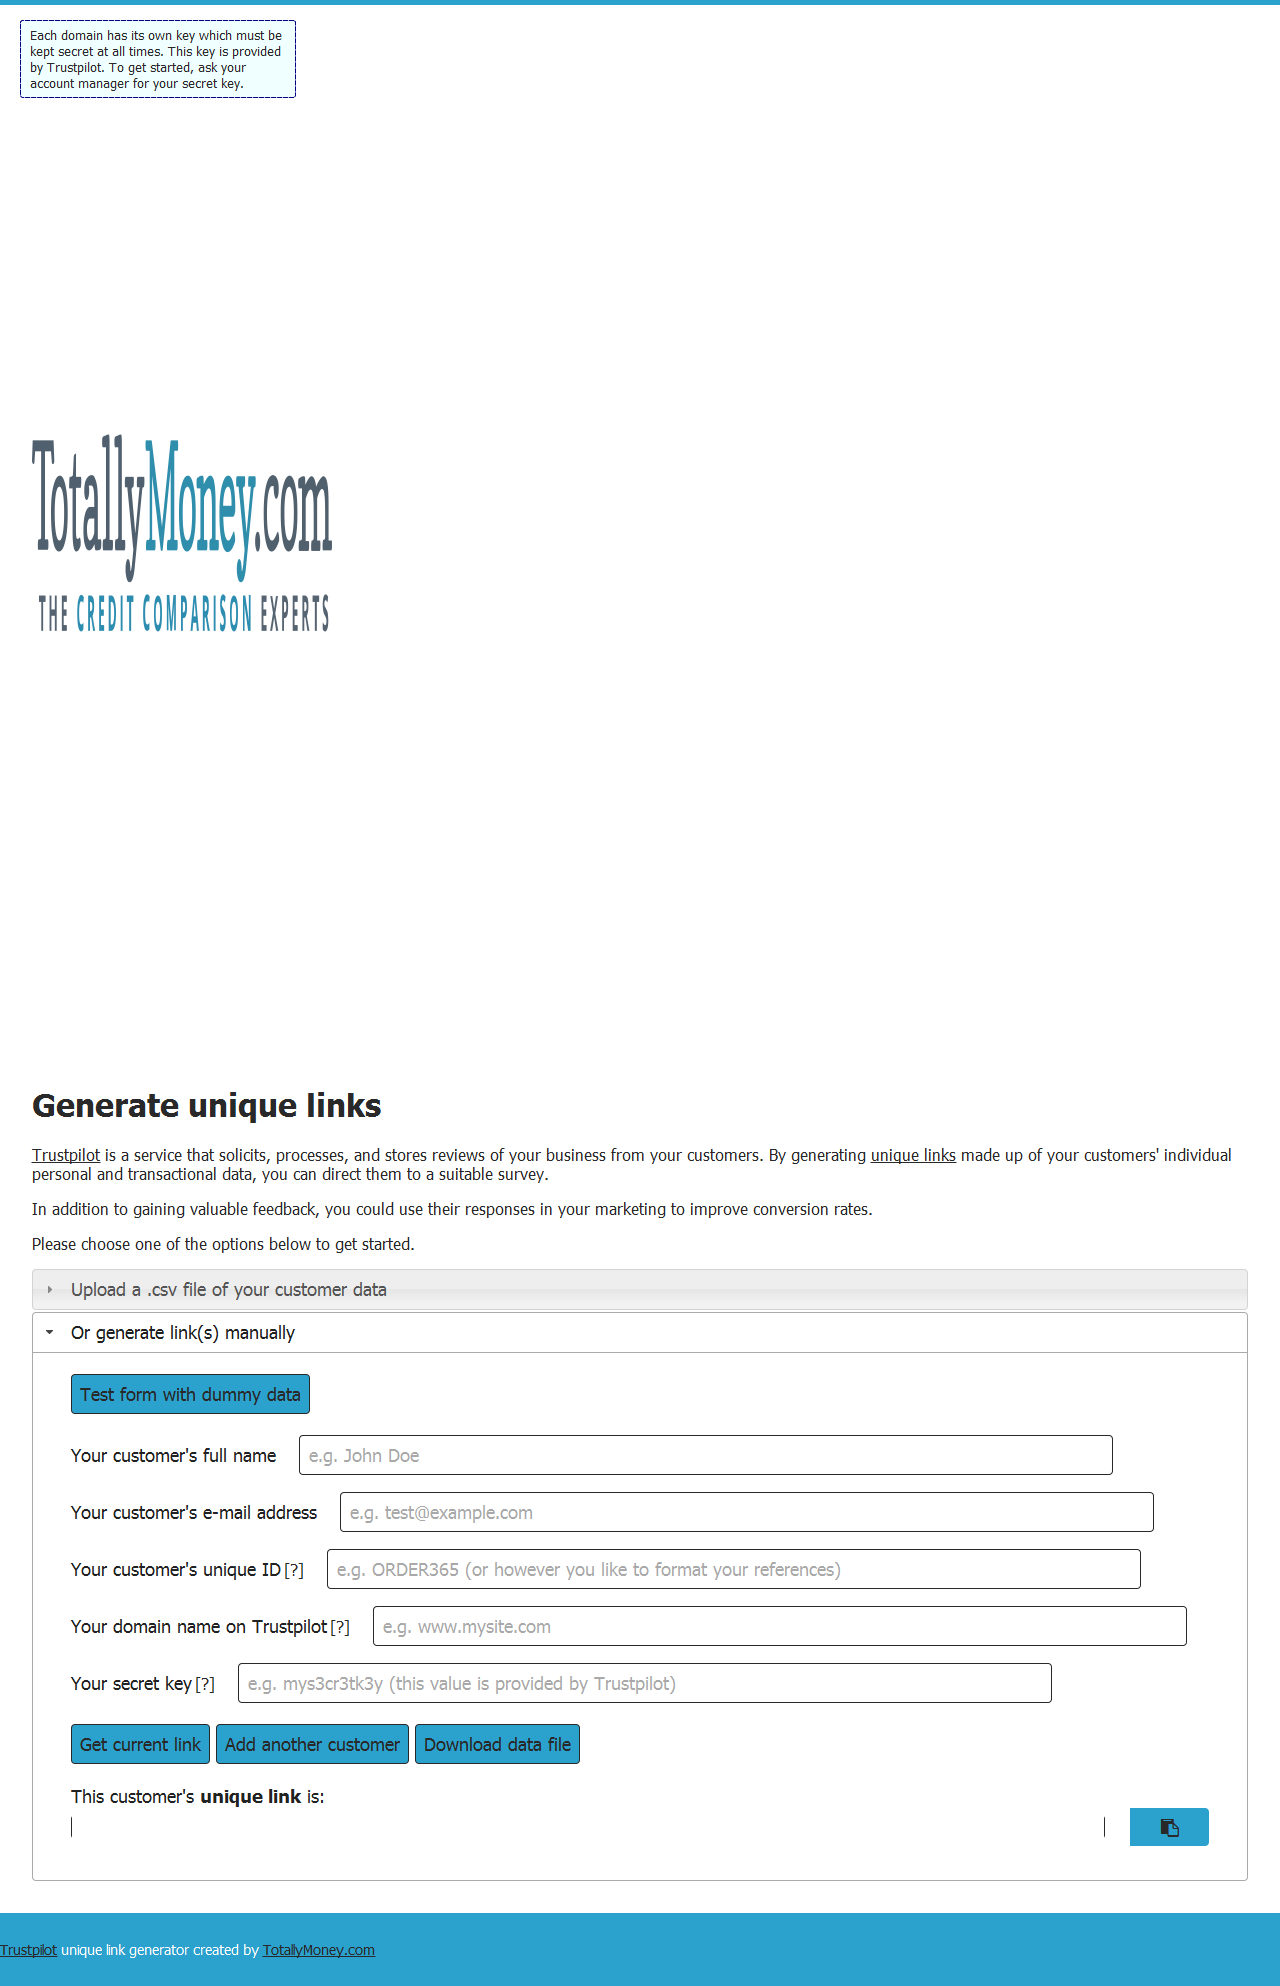 Each domain has its own key which must be
kept secret at all times. This key is provided
by Trustpilot. To get started, ask your
account manager for your secret key.
TotallyMoney.com
THE CREDIT COMPARISON EXPERTS
Generate unique links
Trustpilot is a service that solicits, processes, and stores reviews of your business from your customers. By generating unique links made up of your customers' individual
personal and transactional data, you can direct them to a suitable survey.
In addition to gaining valuable feedback, you could use their responses in your marketing to improve conversion rates.
Please choose one of the options below to get started.
Upload a .csv file of your customer data
Or generate link(s) manually
Test form with dummy data
Your customer's full name e.g. John Doe
Your customer's e-mail address e.g. test@example.com
Your customer's unique ID [?] e.g. ORDER365 (or however you like to format your references)
Your domain name on Trustpilot [?] e.g. www.mysite.com
Your secret key [?] e.g. mys3cr3tk3y (this value is provided by Trustpilot)
Get current link Add another customer Download data file
This customer's unique link is:
Trustpilot unique link generator created by TotallyMoney.com